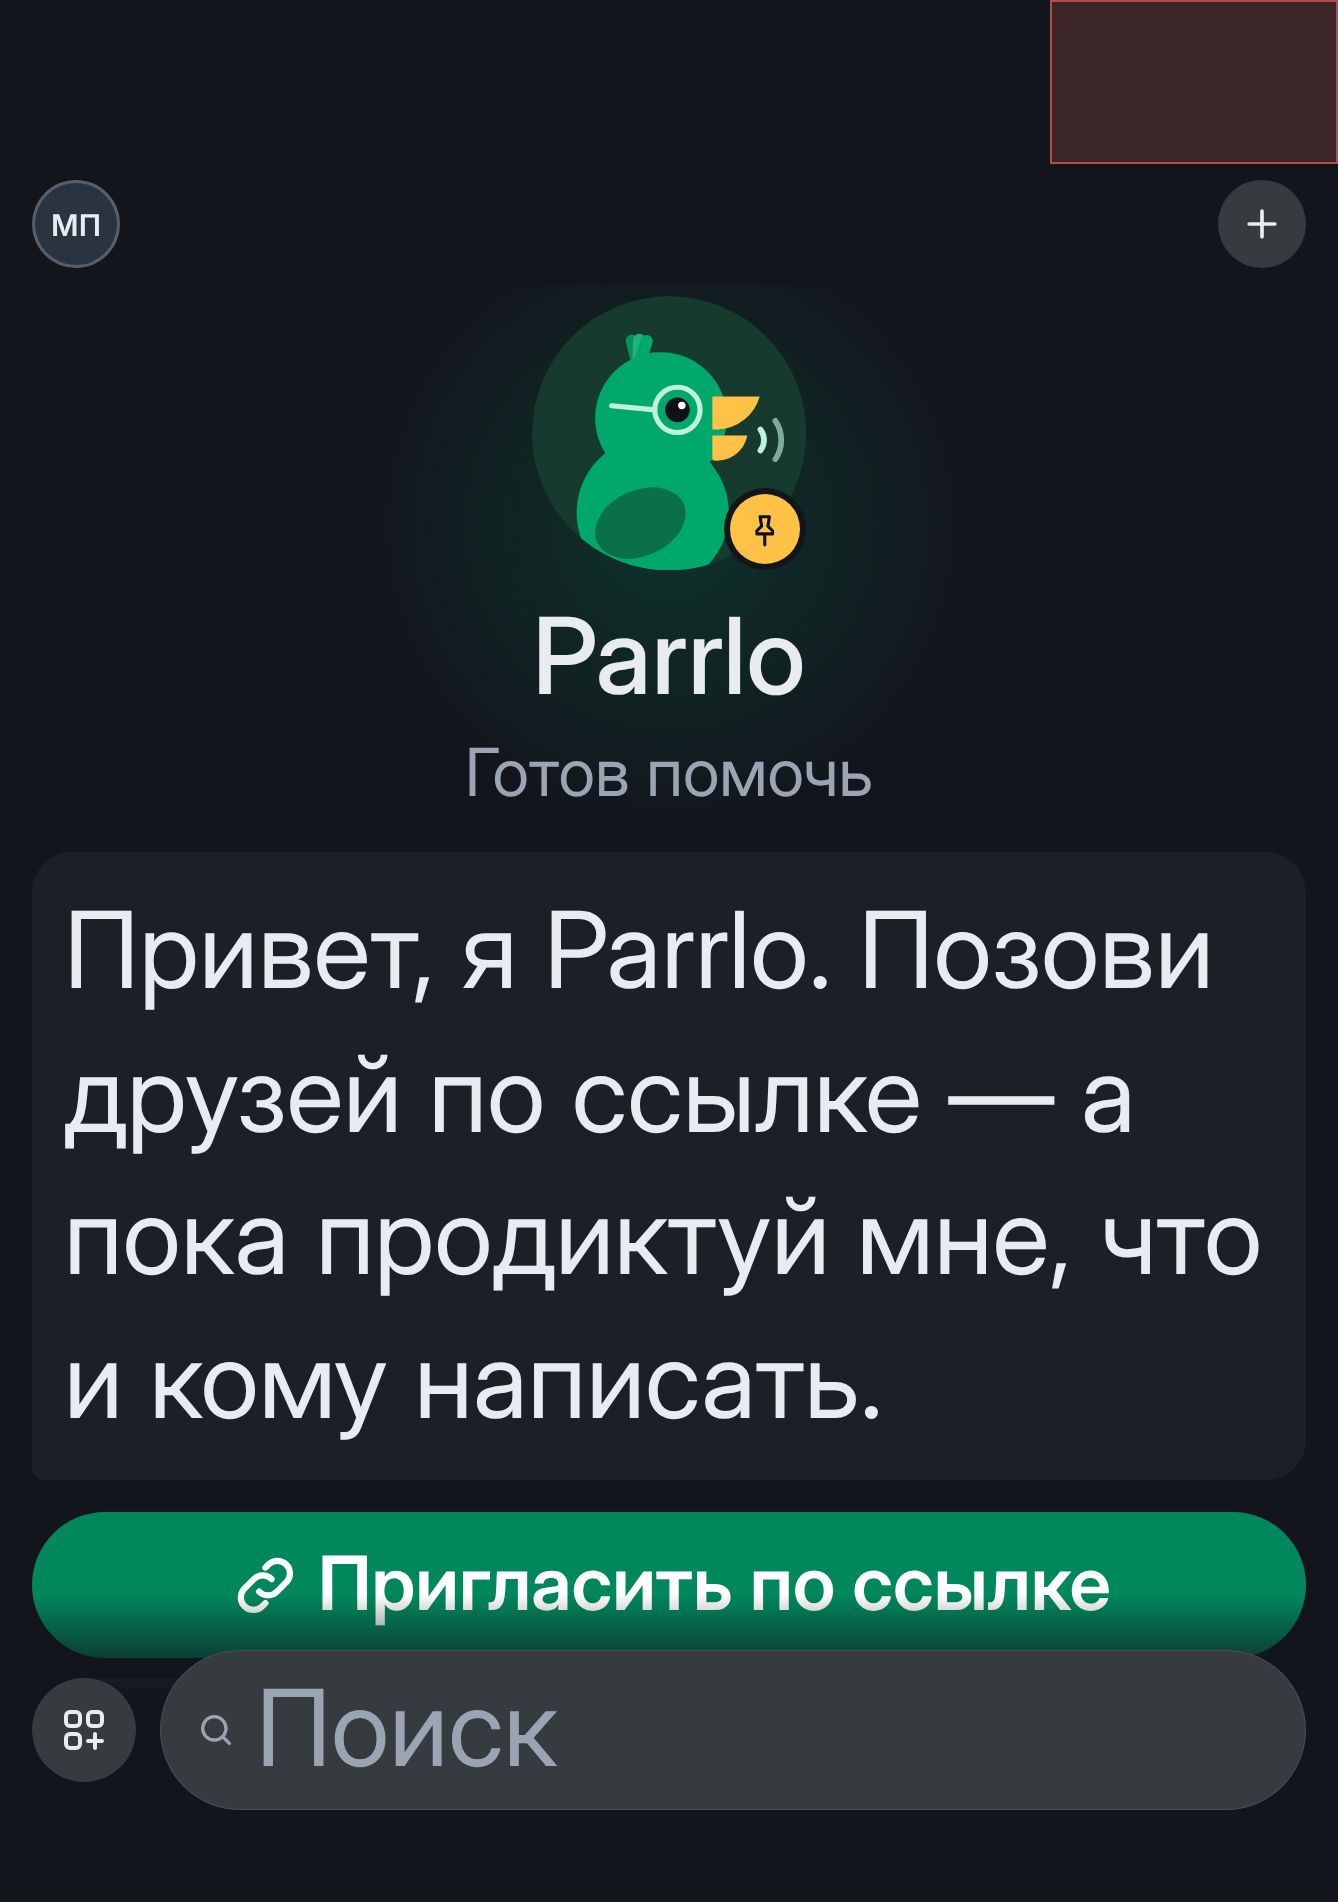 МП
Parrlo
Готов помочь
Привет, я Parrlo. Позови
друзей по ссылке — а
пока продиктуй мне, что
и кому написать.
Пригласить по ссылке
Поиск